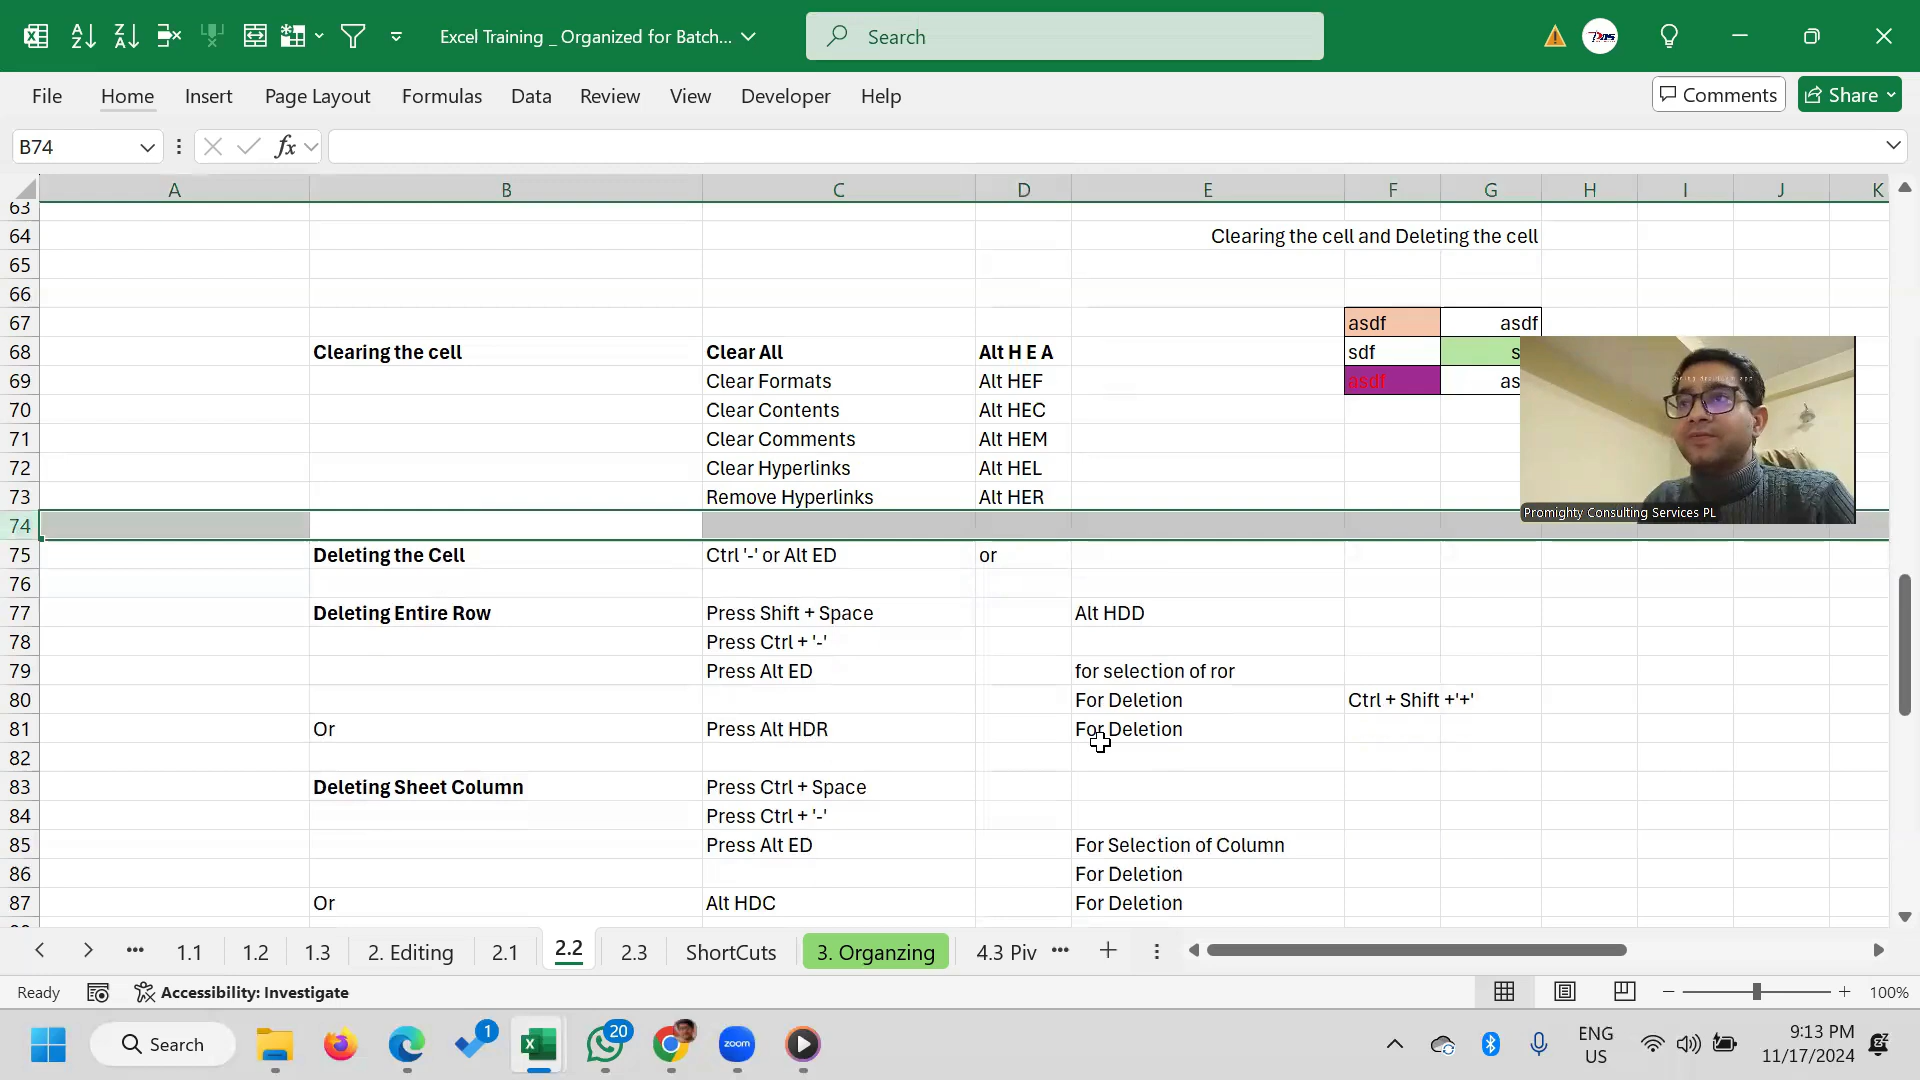 Excel Training _ Organized for Batch...
Search
File Home Insert Page Layout Formulas Data Review View Developer Help
Comments Share
B74 fx
A B C D E F G H I J K
63
64 Clearing the cell and Deleting the cell
65
66
67 asdf asdf
68 Clearing the cell Clear All Alt H E A sdf s
69 Clear Formats Alt HEF asdf as
70 Clear Contents Alt HEC
71 Clear Comments Alt HEM
72 Clear Hyperlinks Alt HEL
73 Remove Hyperlinks Alt HER
Promighty Consulting Services PL
74
75 Deleting the Cell Ctrl '-' or Alt ED or
76
77 Deleting Entire Row Press Shift + Space Alt HDD
78 Press Ctrl + '-'
79 Press Alt ED for selection of ror
80 For Deletion Ctrl + Shift +'+'
81 Or Press Alt HDR For Deletion
82
83 Deleting Sheet Column Press Ctrl + Space
84 Press Ctrl + '-'
85 Press Alt ED For Selection of Column
86 For Deletion
87 Or Alt HDC For Deletion
1.1 1.2 1.3 2. Editing 2.1 2.2 2.3 ShortCuts 3. Organzing 4.3 Piv
Ready Accessibility: Investigate 100%
Search 1 20 zoom ENG US 9:13 PM 11/17/2024